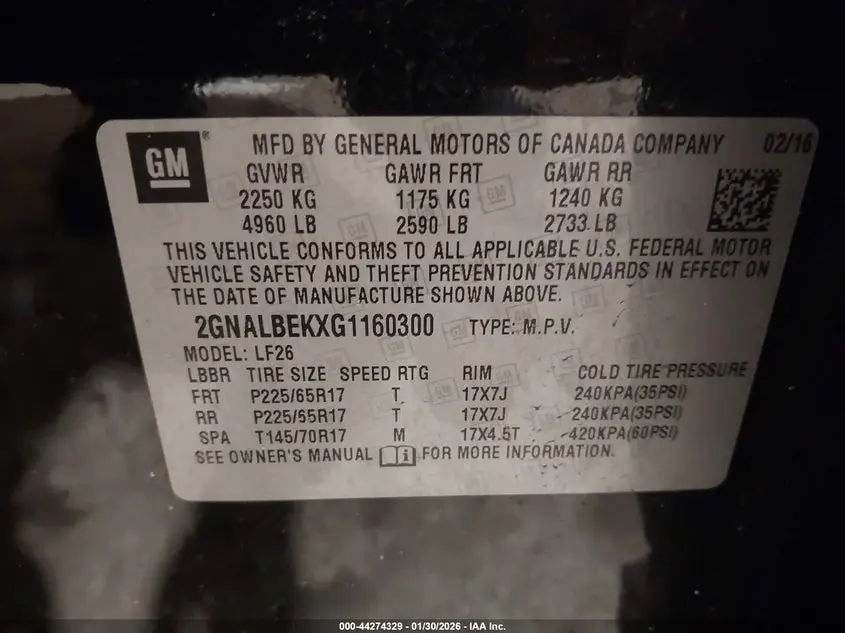 GM ® MFD BY GENERAL MOTORS OF CANADA COMPANY 02/16
GVWR GAWR FRT GAWR RR
2250 KG 1175 KG 1240 KG
4960 LB 2590 LB 2733 LB
THIS VEHICLE CONFORMS TO ALL APPLICABLE U.S. FEDERAL MOTOR
VEHICLE SAFETY AND THEFT PREVENTION STANDARDS IN EFFECT ON
THE DATE OF MANUFACTURE SHOWN ABOVE.
2GNALBEKXG1160300 TYPE: M.P.V.
MODEL: LF26
LBBR TIRE SIZE SPEED RTG RIM COLD TIRE PRESSURE
FRT P225/65R17 T 17X7J 240KPA(35PSI)
RR P225/65R17 T 17X7J 240KPA(35PSI)
SPA T145/70R17 M 17X4.5T 420KPA(60PSI)
SEE OWNER'S MANUAL i FOR MORE INFORMATION.
000-44274329 - 01/30/2026 - IAA Inc.